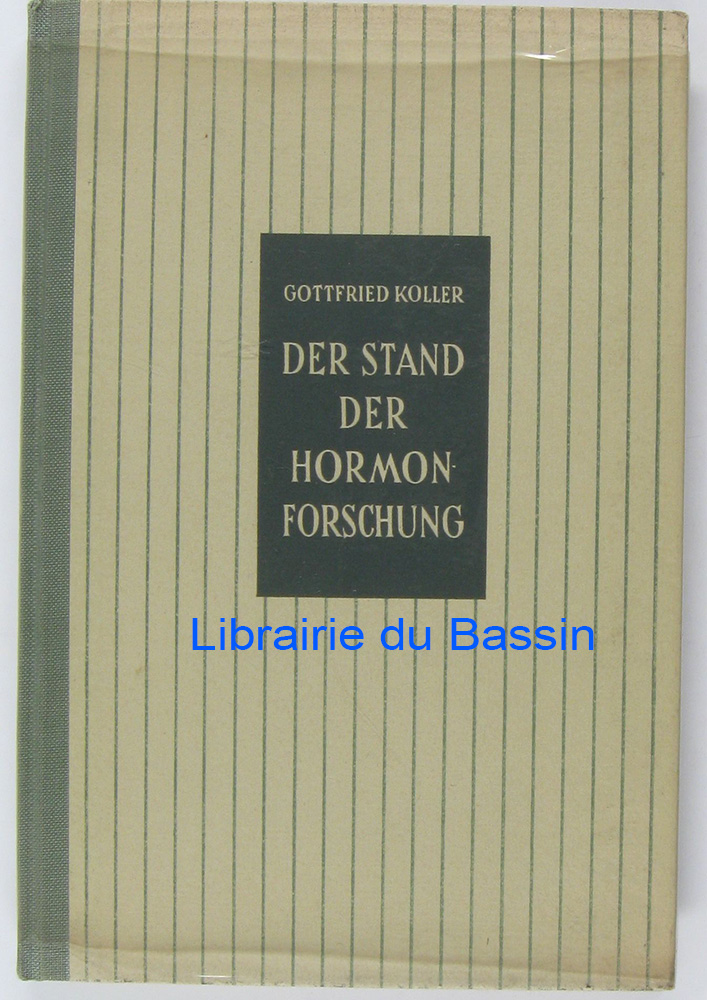 GOTTFRIED KOLLER
DER STAND
DER
HORMON-
FORSCHUNG
Librairie du Bassin